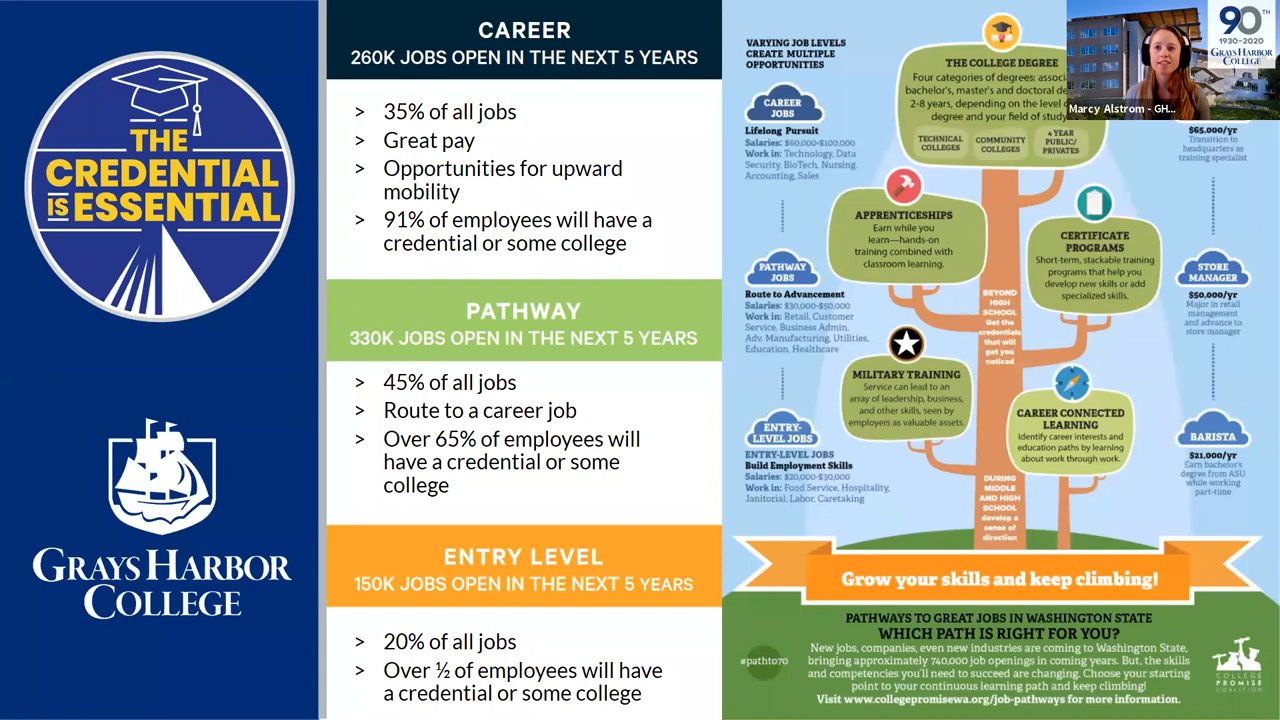 THE
CREDENTIAL
IS ESSENTIAL
GRAYS HARBOR
COLLEGE
CAREER
260K JOBS OPEN IN THE NEXT 5 YEARS
> 35% of all jobs
> Great pay
> Opportunities for upward
mobility
> 91% of employees will have a
credential or some college
PATHWAY
330K JOBS OPEN IN THE NEXT 5 YEARS
> 45% of all jobs
> Route to a career job
> Over 65% of employees will
have a credential or some
college
ENTRY LEVEL
150K JOBS OPEN IN THE NEXT 5 YEARS
> 20% of all jobs
> Over ½ of employees will have
a credential or some college
VARYING JOB LEVELS
CREATE MULTIPLE
OPPORTUNITIES
CAREER
JOBS
Lifelong Pursuit
Salaries: $60,000-$100,000
Work in: Technology, Data
Security, BioTech, Nursing,
Accounting, Sales
PATHWAY
JOBS
Route to Advancement
Salaries: $30,000-$50,000
Work in: Retail, Customer
Service, Business Admin,
Adv. Manufacturing, Utilities,
Education, Healthcare
ENTRY-
LEVEL JOBS
ENTRY-LEVEL JOBS
Build Employment Skills
Salaries: $20,000-$30,000
Work in: Food Service, Hospitality,
Janitorial, Labor, Caretaking
THE COLLEGE DEGREE
Four categories of degrees: associ
bachelor's, master's and doctoral de
2-8 years, depending on the level
degree and your field of study
TECHNICAL
COLLEGES
COMMUNITY
COLLEGES
4 YEAR
PUBLIC/
PRIVATES
APPRENTICESHIPS
Earn while you
learn—hands-on
training combined with
classroom learning.
CERTIFICATE
PROGRAMS
Short-term, stackable training
programs that help you
develop new skills or add
specialized skills.
BEYOND
HIGH
SCHOOL
Get the
credentials
that will
get you
noticed
MILITARY TRAINING
Service can lead to an
array of leadership, business,
and other skills, seen by
employers as valuable assets.
CAREER CONNECTED
LEARNING
Identify career interests and
education paths by learning
about work through work.
DURING
MIDDLE
AND HIGH
SCHOOL
develop a
sense of
direction
90TH
1930-2020
GRAYS HARBOR
COLLEGE
Marcy Alstrom - GH...
$65,000/yr
Transition to
headquarters as
training specialist
STORE
MANAGER
$50,000/yr
Major in retail
management
and advance to
store manager
BARISTA
$21,000/yr
Earn bachelor's
degree from ASU
while working
part-time
Grow your skills and keep climbing!
PATHWAYS TO GREAT JOBS IN WASHINGTON STATE
WHICH PATH IS RIGHT FOR YOU?
New jobs, companies, even new industries are coming to Washington State,
bringing approximately 740,000 job openings in coming years. But, the skills
and competencies you'll need to succeed are changing. Choose your starting
point to your continuous learning path and keep climbing!
Visit www.collegepromisewa.org/job-pathways for more information.
#pathto70
COLLEGE
PROMISE
COALITION